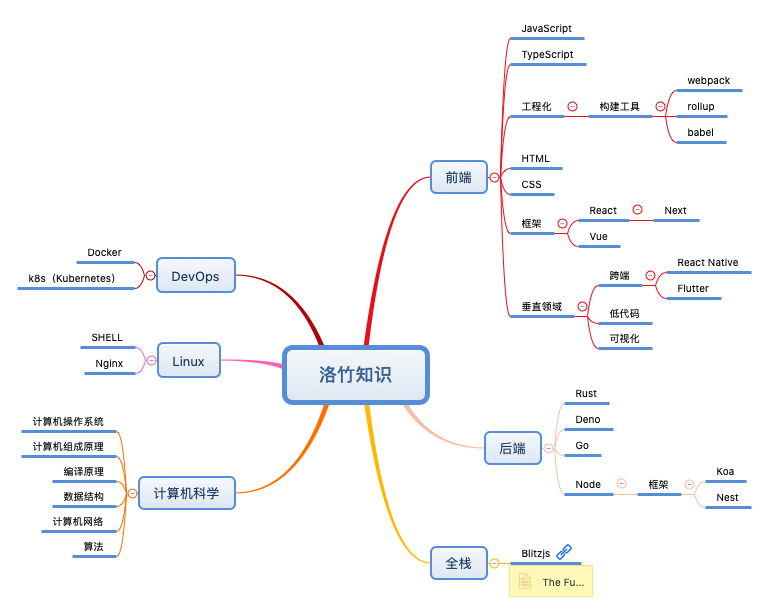 洛竹知识
前端
JavaScript
TypeScript
工程化
构建工具
webpack
rollup
babel
HTML
CSS
框架
React
Next
Vue
垂直领域
跨端
React Native
Flutter
低代码
可视化
后端
Rust
Deno
Go
Node
框架
Koa
Nest
全栈
Blitzjs
The Fu...
DevOps
Docker
k8s（Kubernetes）
Linux
SHELL
Nginx
计算机科学
计算机操作系统
计算机组成原理
编译原理
数据结构
计算机网络
算法